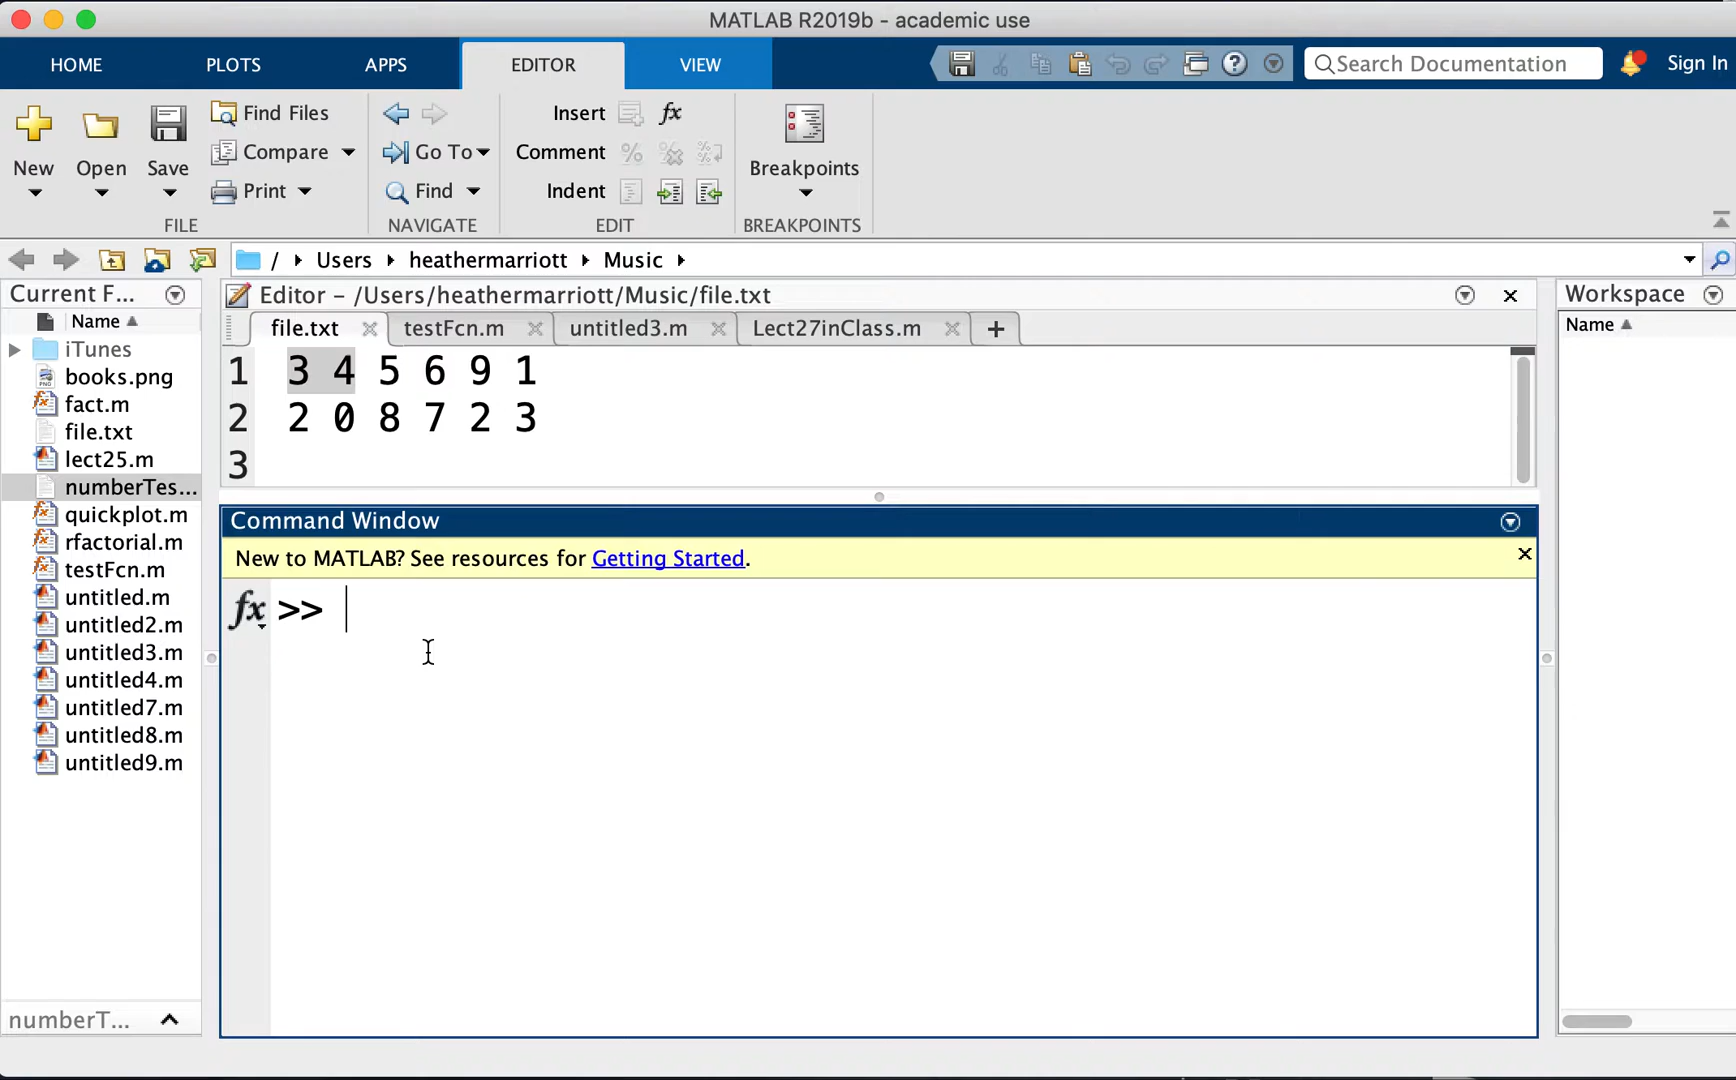 MATLAB R2019b - academic use
HOME PLOTS APPS EDITOR VIEW Search Documentation Sign In
New Open Save Find Files Compare Print
FILE
Go To Find
NAVIGATE
Insert fx
Comment
Indent
EDIT
Breakpoints
BREAKPOINTS
/ Users heathermarriott Music
Current F...
Name
iTunes
books.png
fact.m
file.txt
lect25.m
numberTes...
quickplot.m
rfactorial.m
testFcn.m
untitled.m
untitled2.m
untitled3.m
untitled4.m
untitled7.m
untitled8.m
untitled9.m
numberT...
Editor – /Users/heathermarriott/Music/file.txt
file.txt testFcn.m untitled3.m Lect27inClass.m +
1 3 4 5 6 9 1
2 2 0 8 7 2 3
3
Command Window
New to MATLAB? See resources for Getting Started.
fx >>
Workspace
Name